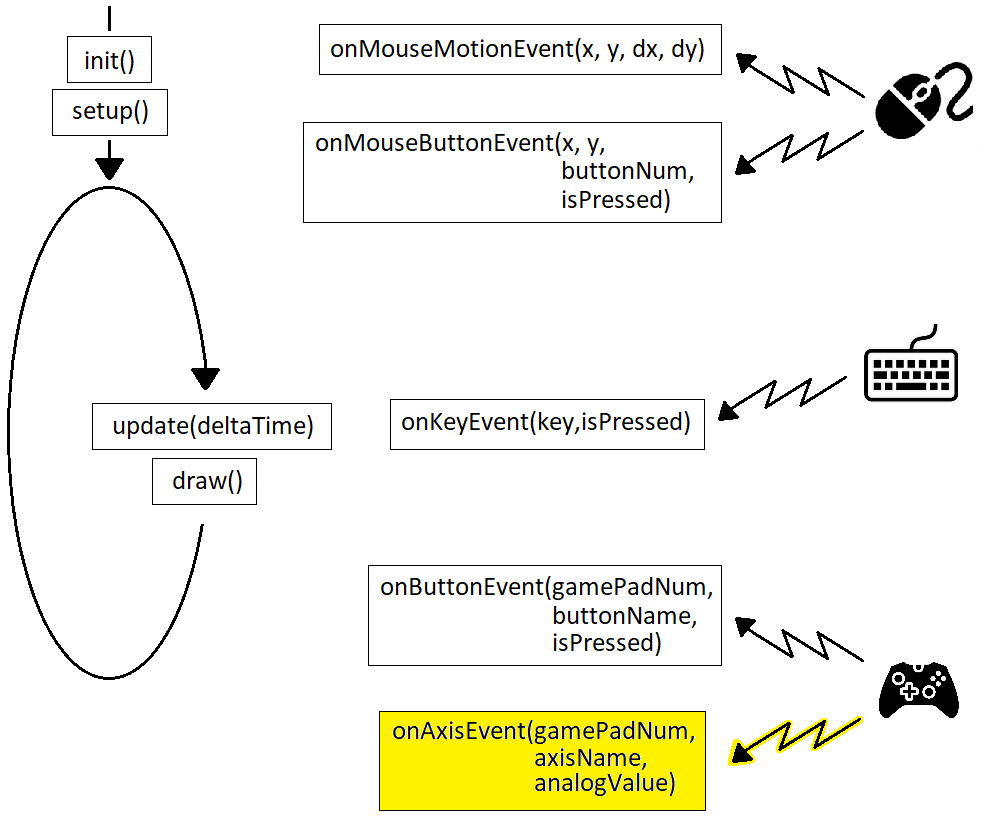 init()
setup()
update(deltaTime)
draw()
onMouseMotionEvent(x, y, dx, dy)
onMouseButtonEvent(x, y,
buttonNum,
isPressed)
onKeyEvent(key,isPressed)
onButtonEvent(gamePadNum,
buttonName,
isPressed)
onAxisEvent(gamePadNum,
axisName,
analogValue)